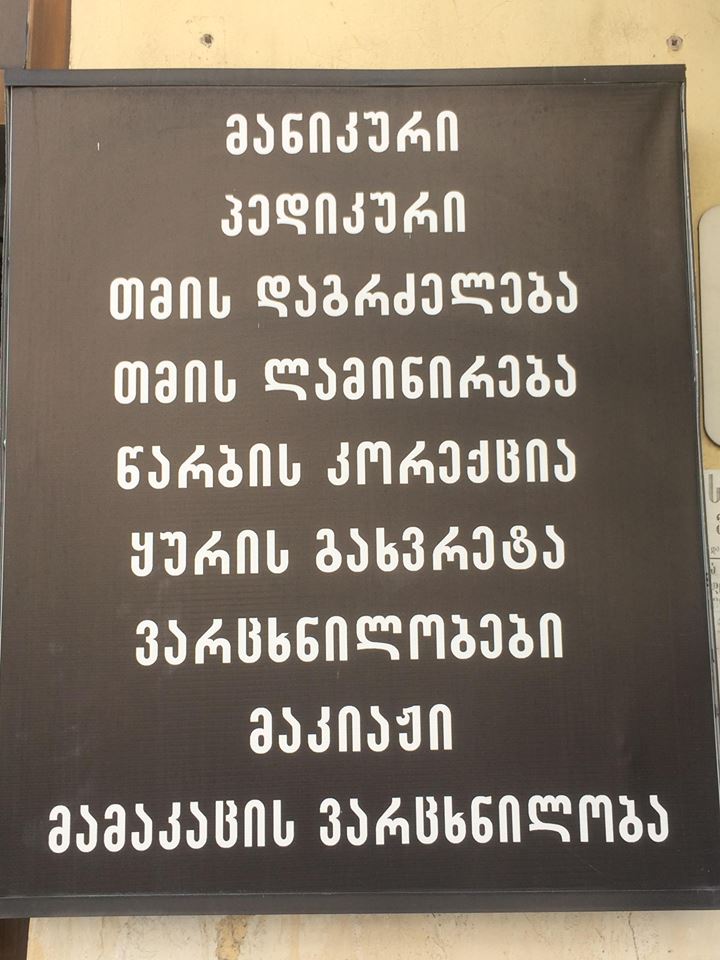 მანიკური
პედიკური
თმის დაგრძელება
თმის ლამინირება
წარბის კორექცია
ყურის გახვრეტა
ვარცხნილობები
მაკიაჟი
მამაკაცის ვარცხნილობა